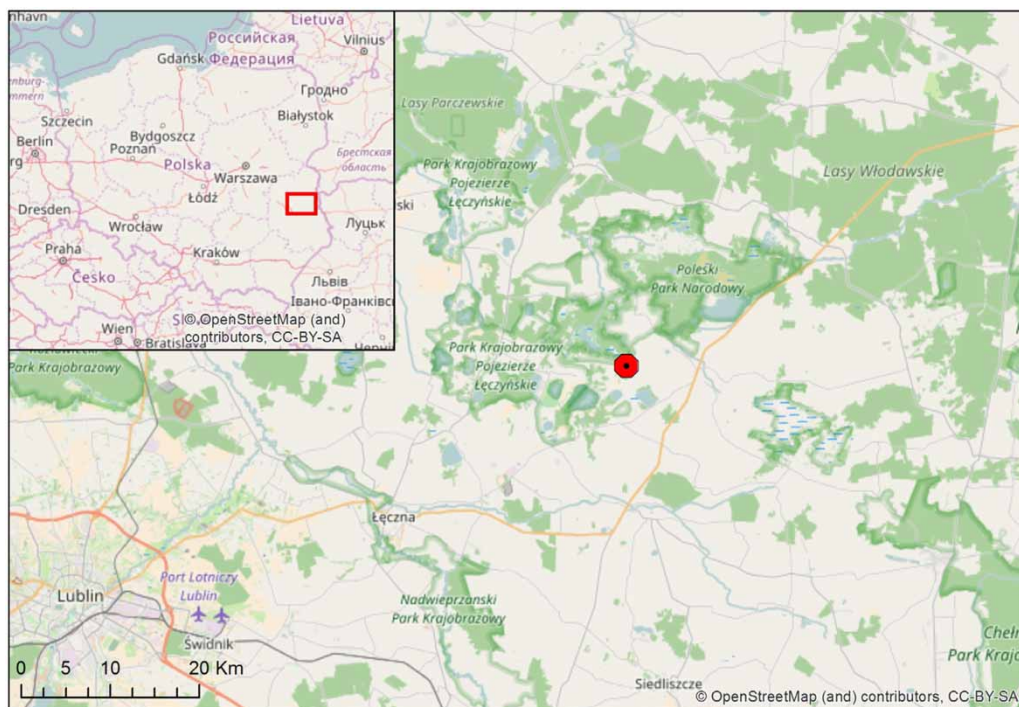 Lietuva
Российская
Федерация
Vilnius
Gdańsk
Гродно
Białystok
Szczecin
Bydgoszcz
Poznań
Berlin
Polska
Warszawa
Брестская
область
Łódź
Dresden
Wrocław
Луцьк
Praha
Kraków
Česko
Львів
Івано-Франківс
Wien
Bratislava
© OpenStreetMap (and)
contributors, CC-BY-SA
Lasy Parczewskie
Park Krajobrazowy
Pojezierze
Łęczyńskie
Lasy Włodawskie
Poleski
Park Narodowy
Park Krajobrazowy
Pojezierze
Łęczyńskie
Park Krajobrazowy
Łęczna
Port Lotniczy
Lublin
Lublin
Świdnik
Nadwieprzański
Park Krajobrazowy
Siedliszcze
Chełm
Park Kraj
0 5 10 20 Km
© OpenStreetMap (and) contributors, CC-BY-SA